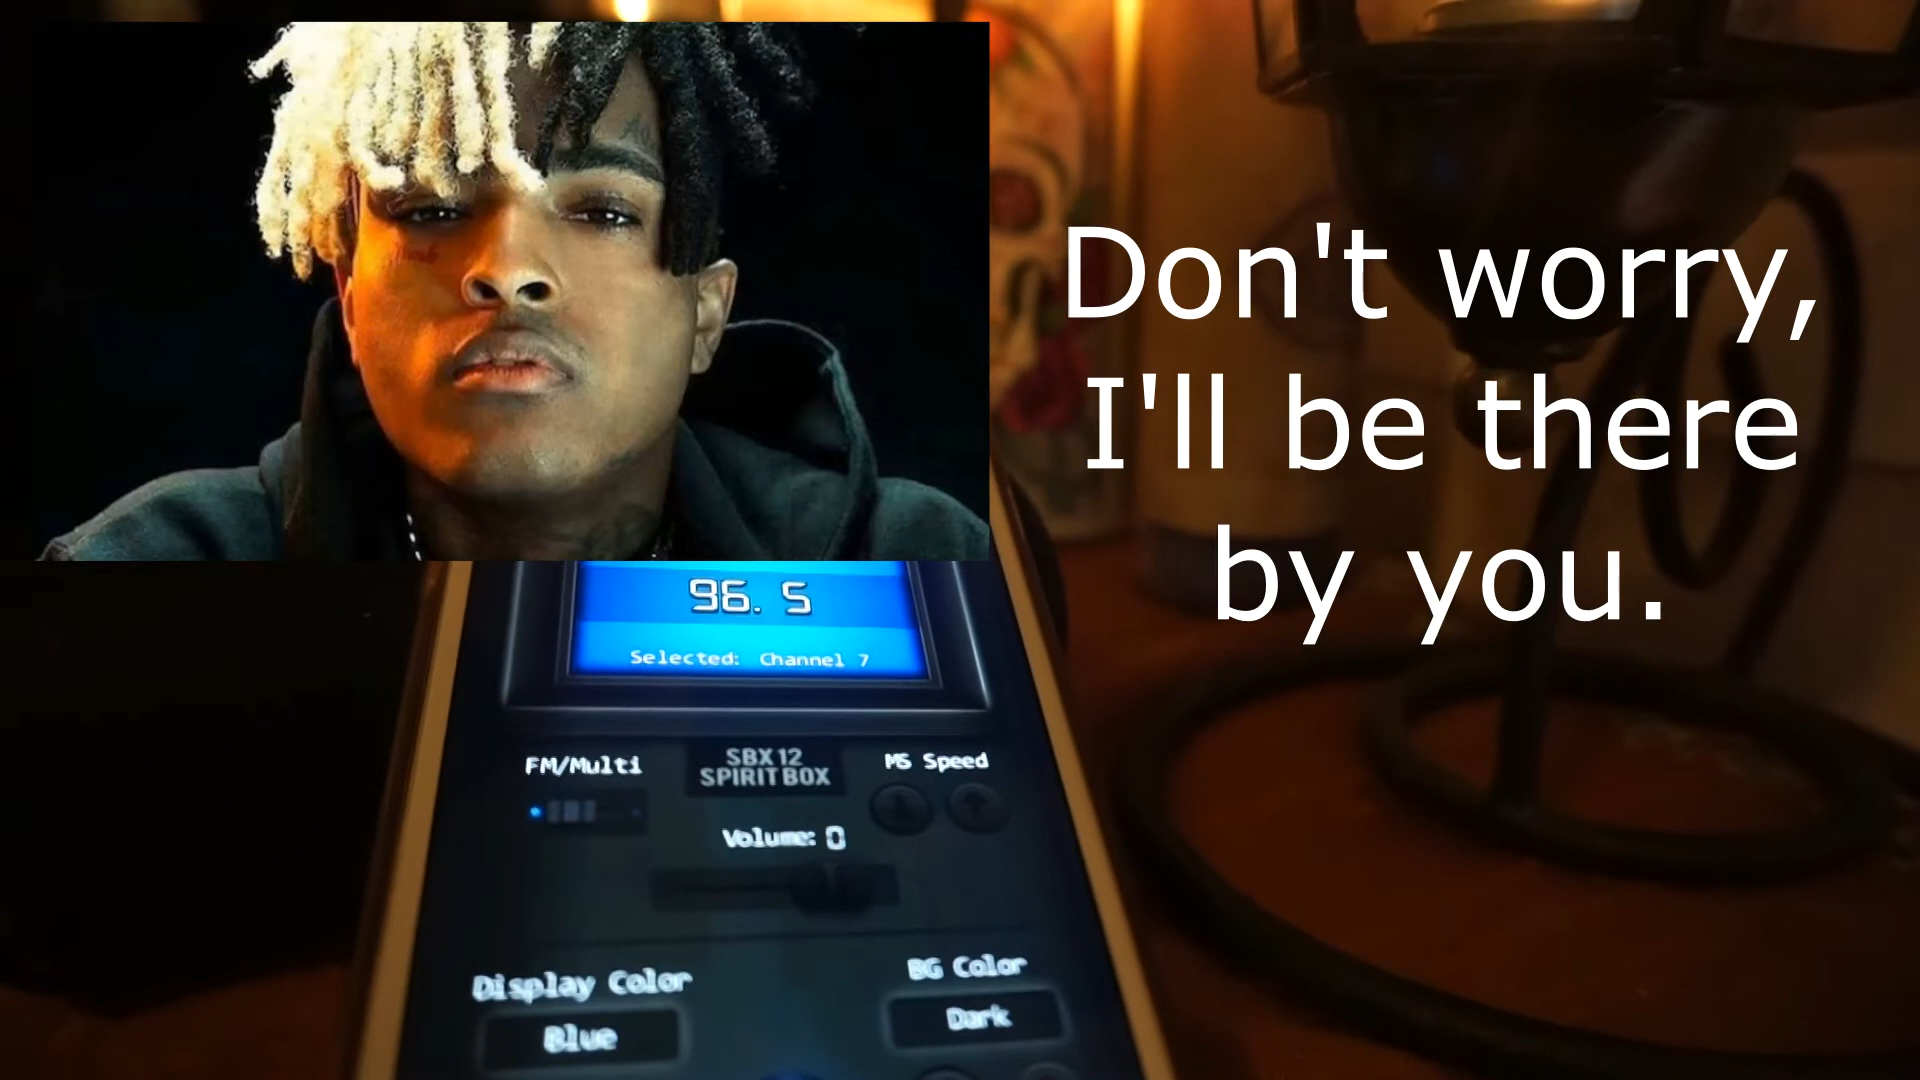 Don't worry,
I'll be there
by you.
96. 5
Selected: Channel 7
FM/Multi
SBX 12
SPIRIT BOX
MS Speed
Volume: 0
Display Color
BG Color
Blue
Dark